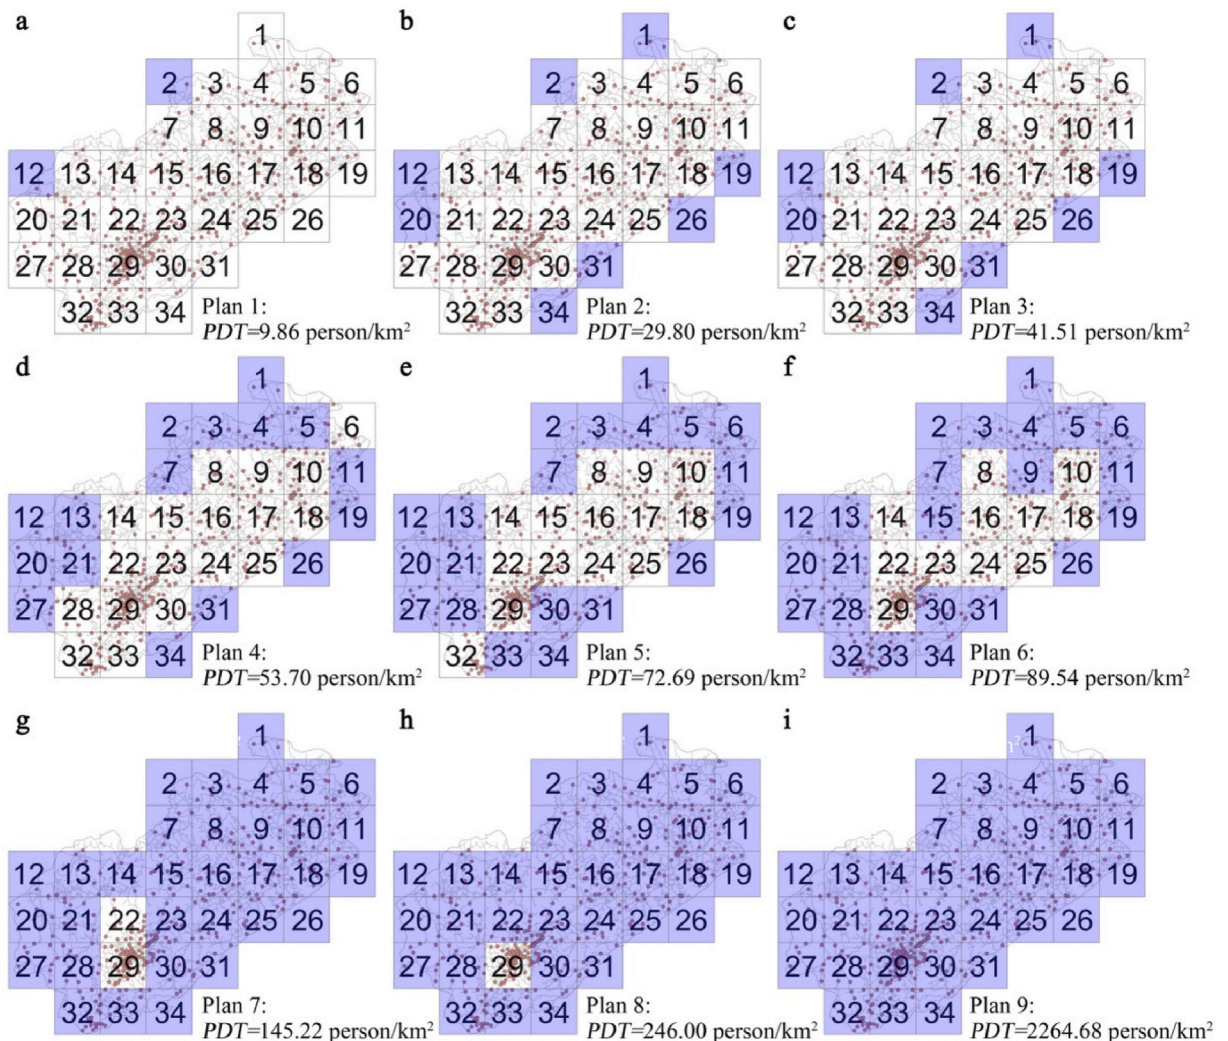 a
1
2 3 4 5 6
7 8 9 10 11
12 13 14 15 16 17 18 19
20 21 22 23 24 25 26
27 28 29 30 31
32 33 34
Plan 1:
PDT=9.86 person/km²
b
1
2 3 4 5 6
7 8 9 10 11
12 13 14 15 16 17 18 19
20 21 22 23 24 25 26
27 28 29 30 31
32 33 34
Plan 2:
PDT=29.80 person/km²
c
1
2 3 4 5 6
7 8 9 10 11
12 13 14 15 16 17 18 19
20 21 22 23 24 25 26
27 28 29 30 31
32 33 34
Plan 3:
PDT=41.51 person/km²
d
1
2 3 4 5 6
7 8 9 10 11
12 13 14 15 16 17 18 19
20 21 22 23 24 25 26
27 28 29 30 31
32 33 34
Plan 4:
PDT=53.70 person/km²
e
1
2 3 4 5 6
7 8 9 10 11
12 13 14 15 16 17 18 19
20 21 22 23 24 25 26
27 28 29 30 31
32 33 34
Plan 5:
PDT=72.69 person/km²
f
1
2 3 4 5 6
7 8 9 10 11
12 13 14 15 16 17 18 19
20 21 22 23 24 25 26
27 28 29 30 31
32 33 34
Plan 6:
PDT=89.54 person/km²
g
1
2 3 4 5 6
7 8 9 10 11
12 13 14 15 16 17 18 19
20 21 22 23 24 25 26
27 28 29 30 31
32 33 34
Plan 7:
PDT=145.22 person/km²
h
1
2 3 4 5 6
7 8 9 10 11
12 13 14 15 16 17 18 19
20 21 22 23 24 25 26
27 28 29 30 31
32 33 34
Plan 8:
PDT=246.00 person/km²
i
1
2 3 4 5 6
7 8 9 10 11
12 13 14 15 16 17 18 19
20 21 22 23 24 25 26
27 28 29 30 31
32 33 34
Plan 9:
PDT=2264.68 person/km²